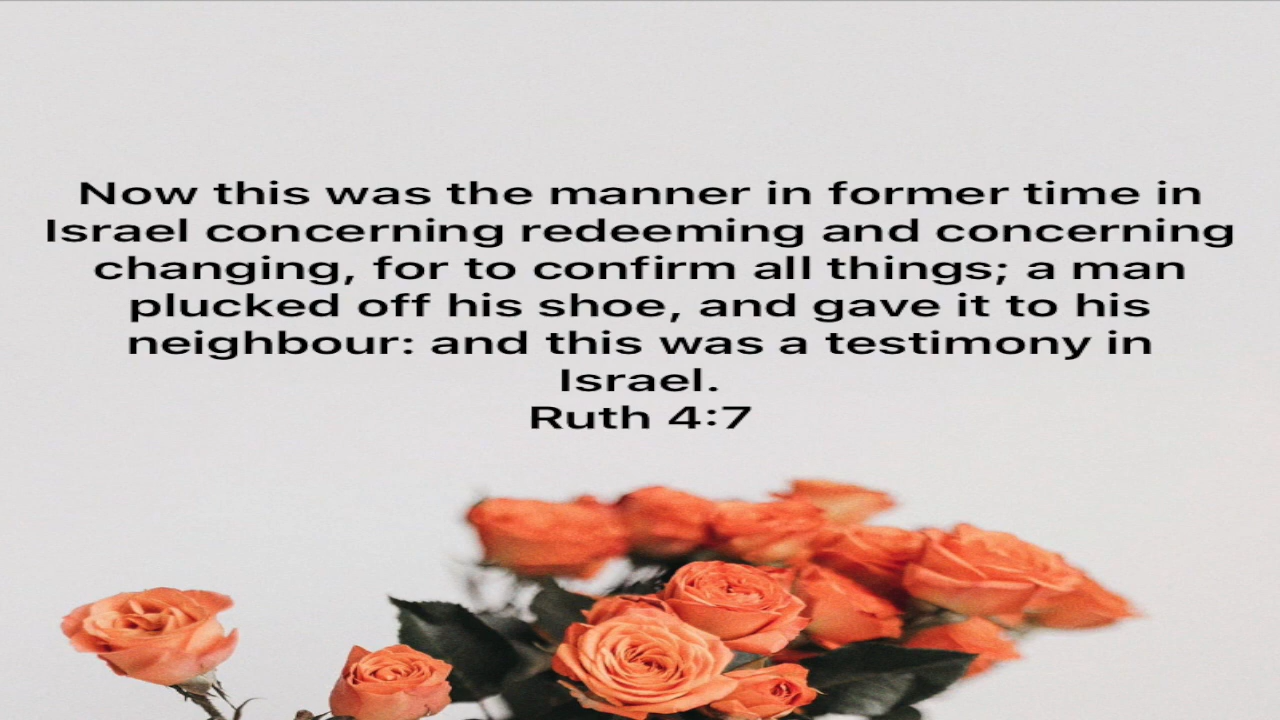 Now this was the manner in former time in
Israel concerning redeeming and concerning
changing, for to confirm all things; a man
plucked off his shoe, and gave it to his
neighbour: and this was a testimony in
Israel.
Ruth 4:7